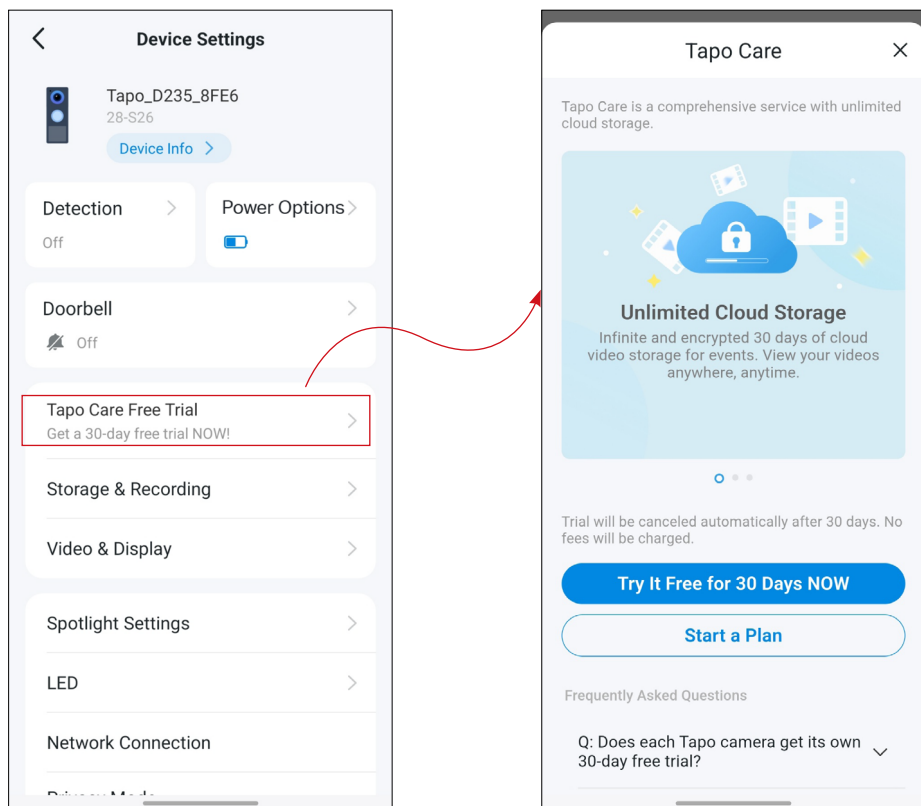 Device Settings
Tapo_D235_8FE6
28-S26
Device Info
Detection
Off
Power Options
Doorbell
Off
Tapo Care Free Trial
Get a 30-day free trial NOW!
Storage & Recording
Video & Display
Spotlight Settings
LED
Network Connection
Privacy Mode
Tapo Care
Tapo Care is a comprehensive service with unlimited
cloud storage.
Unlimited Cloud Storage
Infinite and encrypted 30 days of cloud
video storage for events. View your videos
anywhere, anytime.
Trial will be canceled automatically after 30 days. No
fees will be charged.
Try It Free for 30 Days NOW
Start a Plan
Frequently Asked Questions
Q: Does each Tapo camera get its own
30-day free trial?